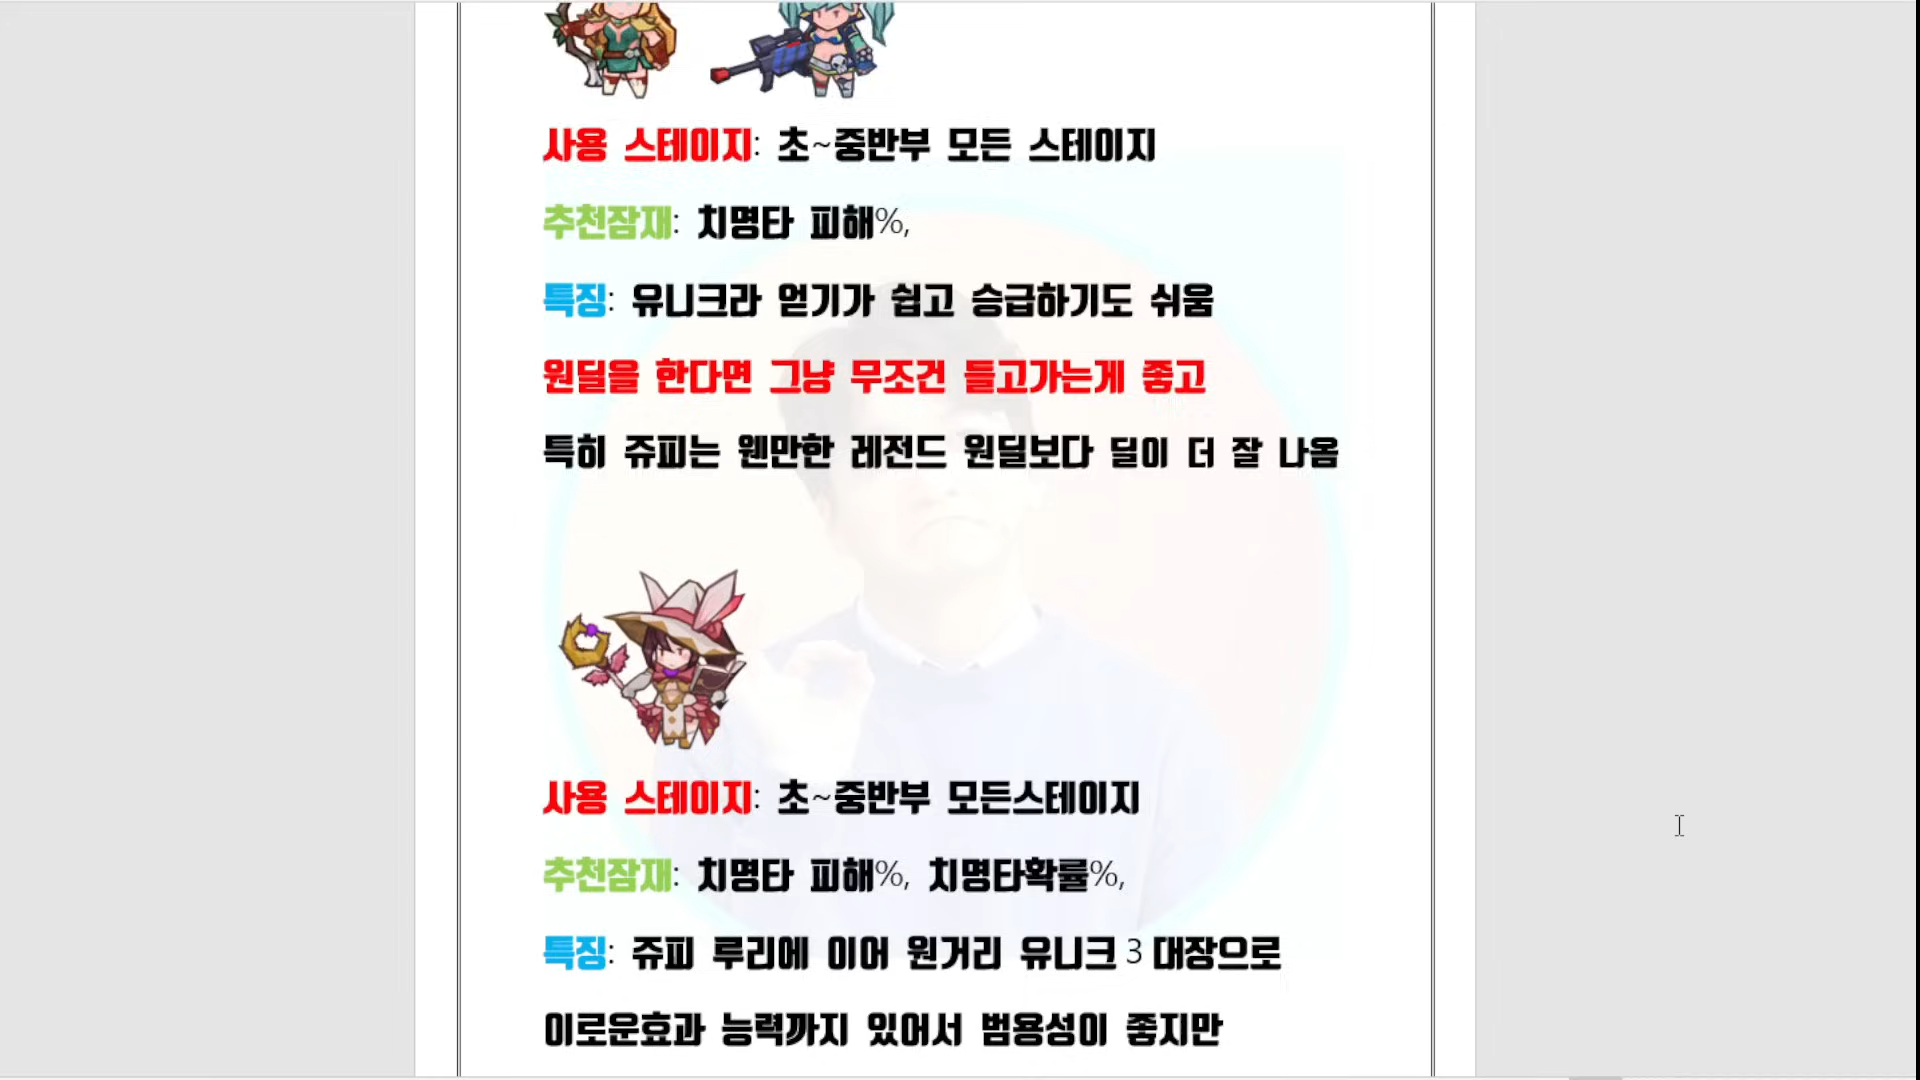 사용 스테이지: 초~중반부 모든 스테이지
추천잠재: 치명타 피해%,
특징: 유니크라 얻기가 쉽고 승급하기도 쉬움
원딜을 한다면 그냥 무조건 들고가는게 좋고
특히 쥬피는 웬만한 레전드 원딜보다 딜이 더 잘 나옴
사용 스테이지: 초~중반부 모든스테이지
추천잠재: 치명타 피해%, 치명타확률%,
특징: 쥬피 루리에 이어 원거리 유니크 3 대장으로
이로운효과 능력까지 있어서 범용성이 좋지만